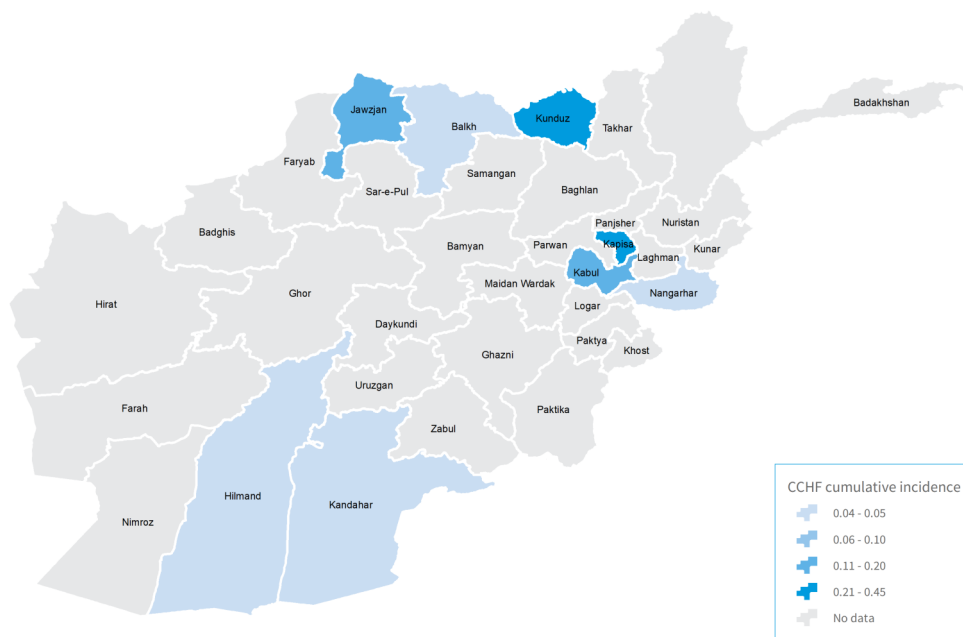 Badakhshan
Jawzjan
Kunduz
Balkh
Takhar
Faryab
Samangan
Sar-e-Pul
Baghlan
Panjsher
Nuristan
Badghis
Bamyan
Parwan
Kapisa
Kunar
Laghman
Kabul
Maidan Wardak
Nangarhar
Hirat
Ghor
Logar
Daykundi
Paktya
Khost
Ghazni
Uruzgan
Farah
Paktika
Zabul
Hilmand
Kandahar
Nimroz
CCHF cumulative incidence
0.04 - 0.05
0.06 - 0.10
0.11 - 0.20
0.21 - 0.45
No data